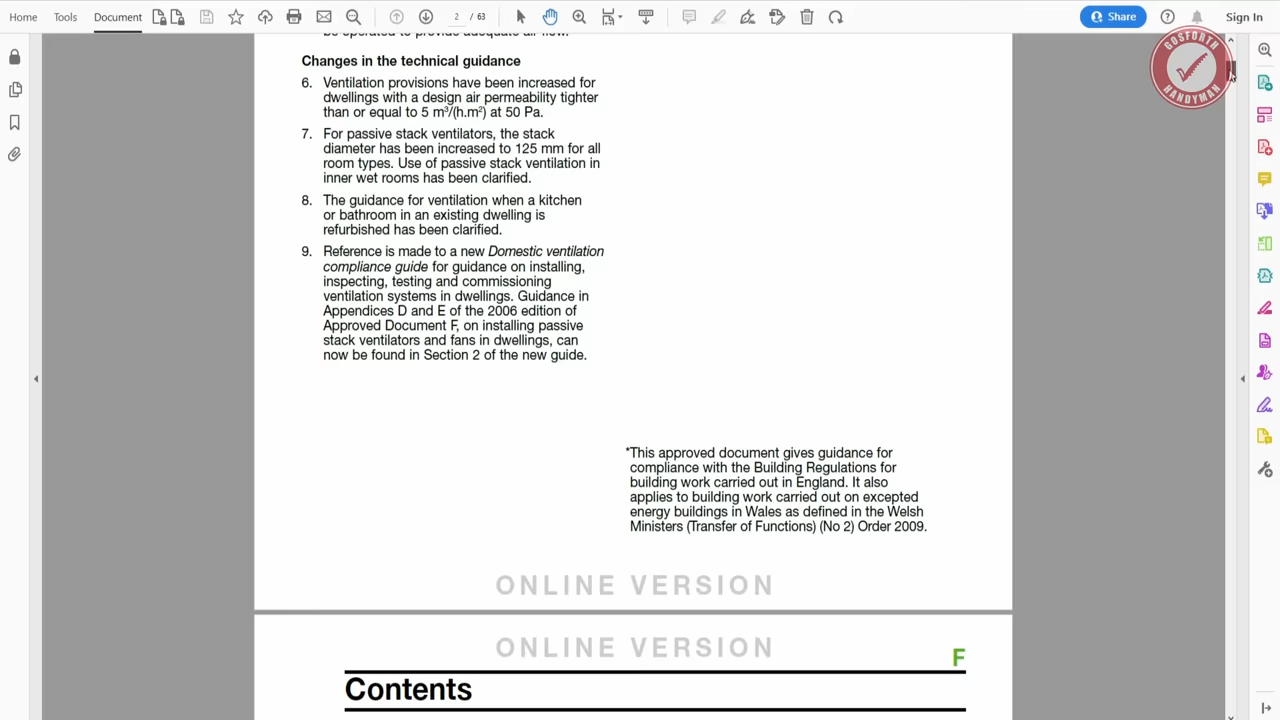 Home Tools Document 2 / 63 Share Sign In
GOSFORTH
HANDYMAN
be operated to provide adequate air flow.
Changes in the technical guidance
6. Ventilation provisions have been increased for
dwellings with a design air permeability tighter
than or equal to 5 m³/(h.m²) at 50 Pa.
7. For passive stack ventilators, the stack
diameter has been increased to 125 mm for all
room types. Use of passive stack ventilation in
inner wet rooms has been clarified.
8. The guidance for ventilation when a kitchen
or bathroom in an existing dwelling is
refurbished has been clarified.
9. Reference is made to a new Domestic ventilation
compliance guide for guidance on installing,
inspecting, testing and commissioning
ventilation systems in dwellings. Guidance in
Appendices D and E of the 2006 edition of
Approved Document F, on installing passive
stack ventilators and fans in dwellings, can
now be found in Section 2 of the new guide.
*This approved document gives guidance for
compliance with the Building Regulations for
building work carried out in England. It also
applies to building work carried out on excepted
energy buildings in Wales as defined in the Welsh
Ministers (Transfer of Functions) (No 2) Order 2009.
ONLINE VERSION
ONLINE VERSION
F
Contents